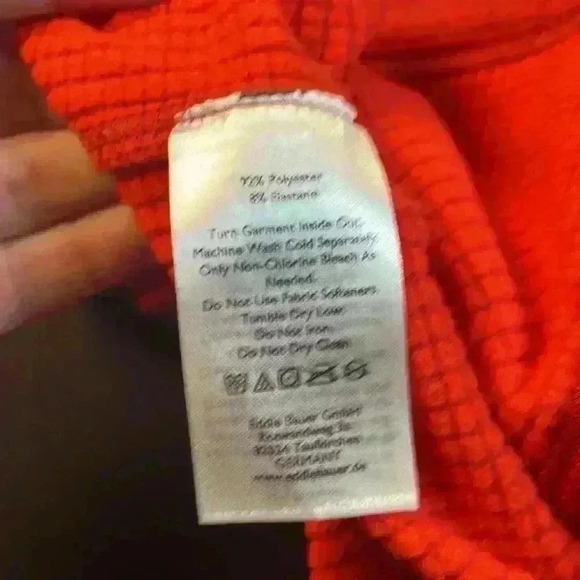 92% Polyester
8% Elastane
Turn Garment Inside Out.
Machine Wash Cold Separately.
Only Non-Chlorine Bleach As
Needed.
Do Not Use Fabric Softeners.
Tumble Dry Low.
Do Not Iron.
Do Not Dry Clean.
Eddie Bauer GmbH
Taufkirchen
GERMANY
www.eddiebauer.de